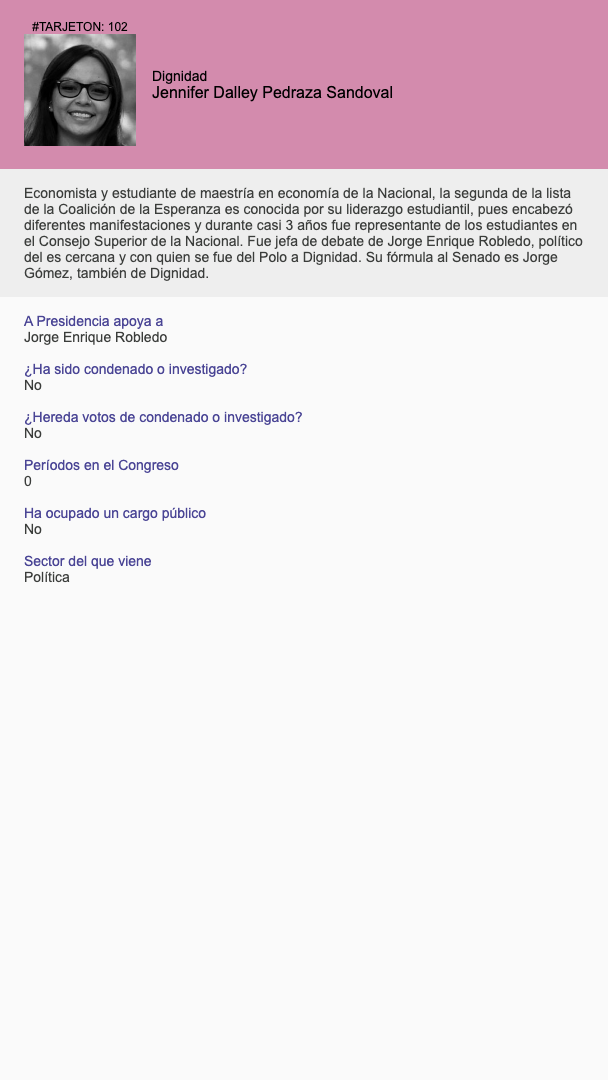 #TARJETON: 102
Dignidad
Jennifer Dalley Pedraza Sandoval
Economista y estudiante de maestría en economía de la Nacional, la segunda de la lista
de la Coalición de la Esperanza es conocida por su liderazgo estudiantil, pues encabezó
diferentes manifestaciones y durante casi 3 años fue representante de los estudiantes en
el Consejo Superior de la Nacional. Fue jefa de debate de Jorge Enrique Robledo, político
del es cercana y con quien se fue del Polo a Dignidad. Su fórmula al Senado es Jorge
Gómez, también de Dignidad.
A Presidencia apoya a
Jorge Enrique Robledo
¿Ha sido condenado o investigado?
No
¿Hereda votos de condenado o investigado?
No
Períodos en el Congreso
0
Ha ocupado un cargo público
No
Sector del que viene
Política